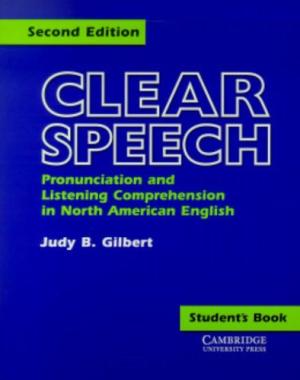 Second Edition
CLEAR
SPEECH
Pronunciation and
Listening Comprehension
in North American English
Judy B. Gilbert
Student's Book
CAMBRIDGE
UNIVERSITY PRESS